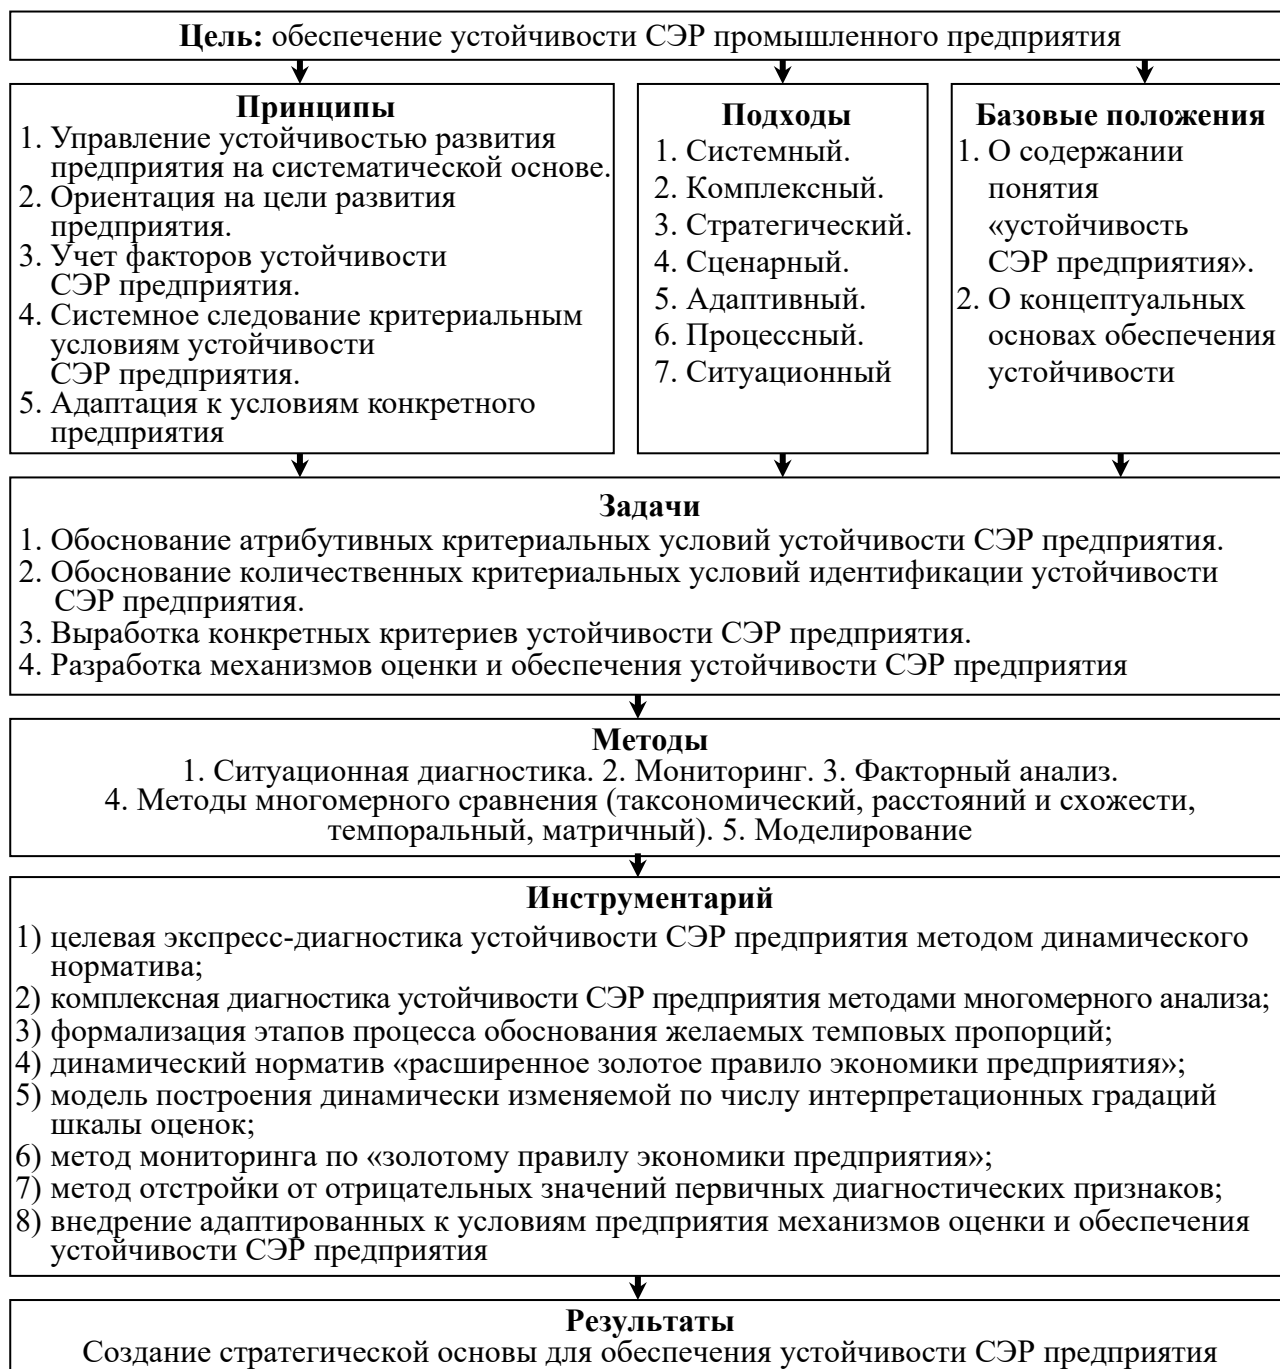 Цель: обеспечение устойчивости СЭР промышленного предприятия
Принципы
1. Управление устойчивостью развития
предприятия на систематической основе.
2. Ориентация на цели развития
предприятия.
3. Учет факторов устойчивости
СЭР предприятия.
4. Системное следование критериальным
условиям устойчивости
СЭР предприятия.
5. Адаптация к условиям конкретного
предприятия
Подходы
1. Системный.
2. Комплексный.
3. Стратегический.
4. Сценарный.
5. Адаптивный.
6. Процессный.
7. Ситуационный
Базовые положения
1. О содержании
понятия
«устойчивость
СЭР предприятия».
2. О концептуальных
основах обеспечения
устойчивости
Задачи
1. Обоснование атрибутивных критериальных условий устойчивости СЭР предприятия.
2. Обоснование количественных критериальных условий идентификации устойчивости
СЭР предприятия.
3. Выработка конкретных критериев устойчивости СЭР предприятия.
4. Разработка механизмов оценки и обеспечения устойчивости СЭР предприятия
Методы
1. Ситуационная диагностика. 2. Мониторинг. 3. Факторный анализ.
4. Методы многомерного сравнения (таксономический, расстояний и схожести,
темпоральный, матричный). 5. Моделирование
Инструментарий
1) целевая экспресс-диагностика устойчивости СЭР предприятия методом динамического
норматива;
2) комплексная диагностика устойчивости СЭР предприятия методами многомерного анализа;
3) формализация этапов процесса обоснования желаемых темповых пропорций;
4) динамический норматив «расширенное золотое правило экономики предприятия»;
5) модель построения динамически изменяемой по числу интерпретационных градаций
шкалы оценок;
6) метод мониторинга по «золотому правилу экономики предприятия»;
7) метод отстройки от отрицательных значений первичных диагностических признаков;
8) внедрение адаптированных к условиям предприятия механизмов оценки и обеспечения
устойчивости СЭР предприятия
Результаты
Создание стратегической основы для обеспечения устойчивости СЭР предприятия